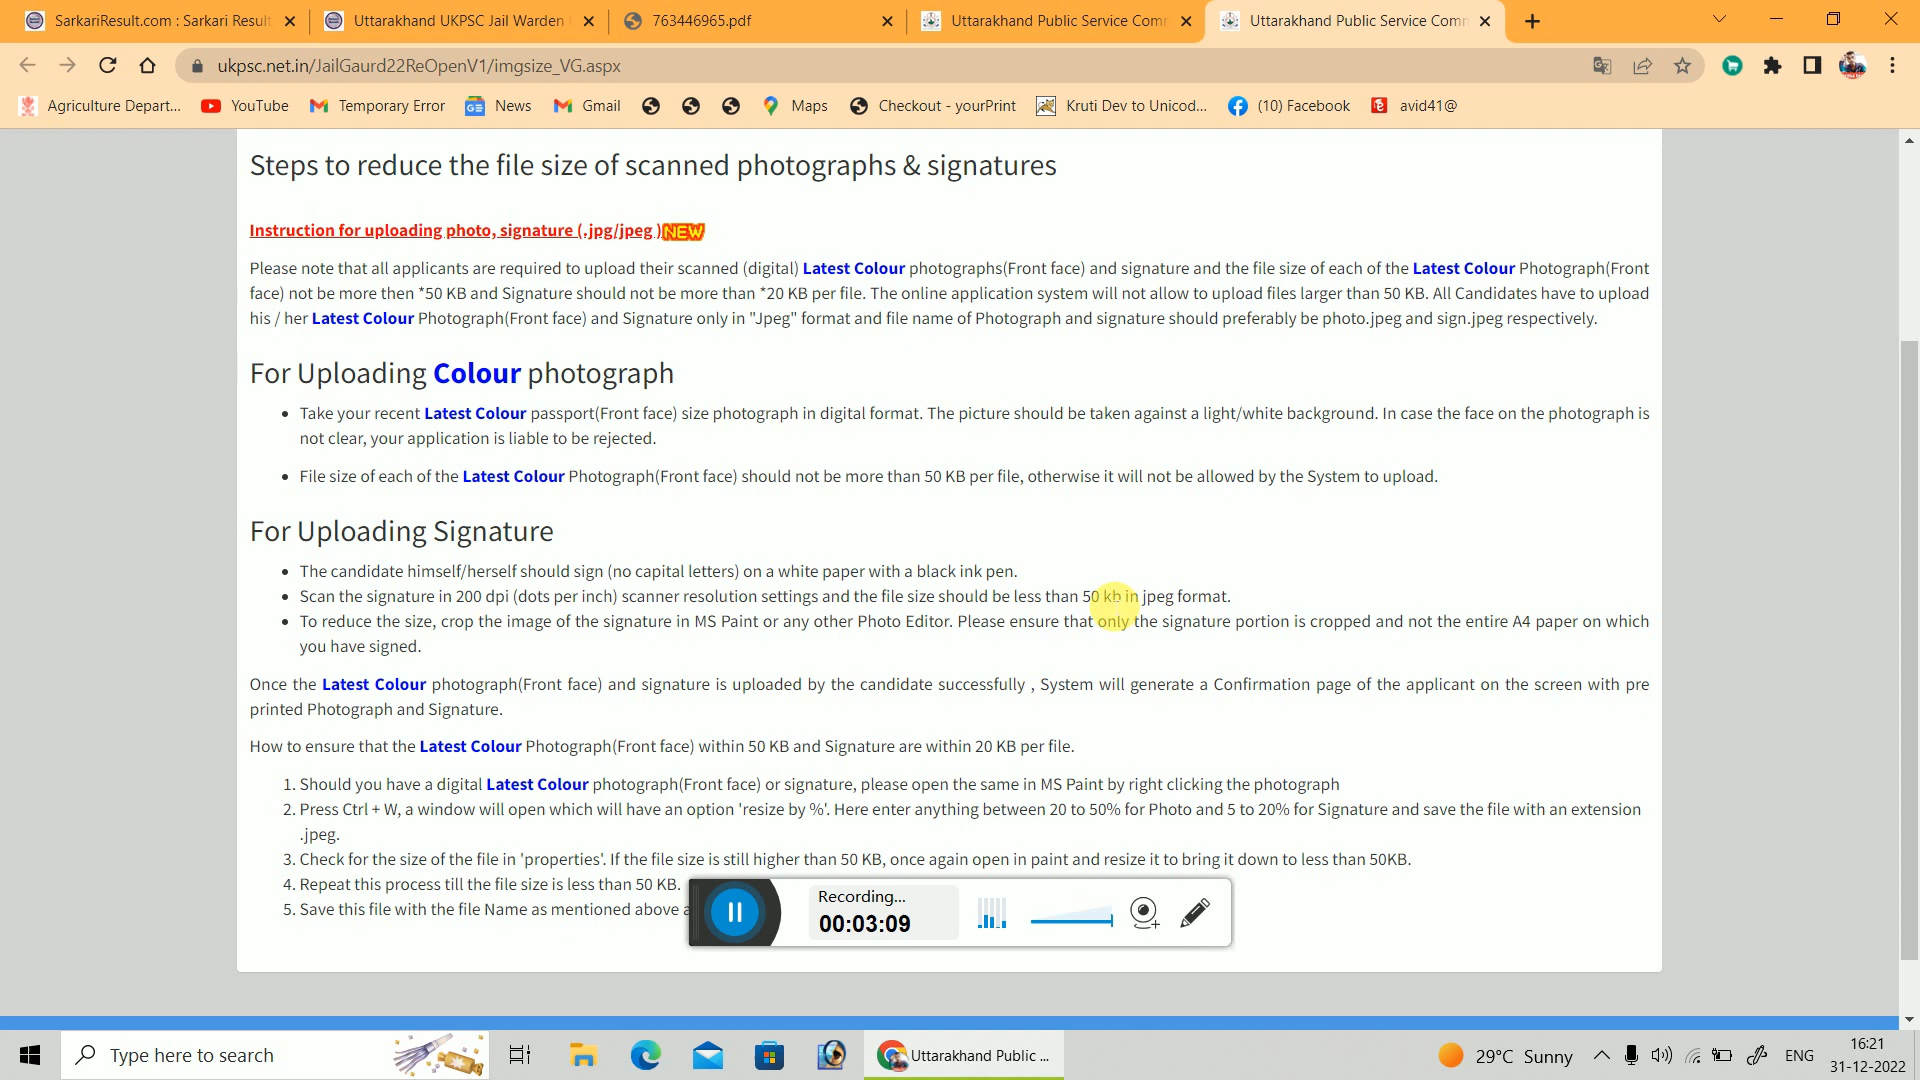 SarkariResult.com : Sarkari Result
Uttarakhand UKPSC Jail Warden
763446965.pdf
Uttarakhand Public Service Comm
Uttarakhand Public Service Comm
ukpsc.net.in/JailGaurd22ReOpenV1/imgsize_VG.aspx
Agriculture Depart... YouTube Temporary Error News Gmail Maps Checkout - yourPrint Kruti Dev to Unicod... (10) Facebook avid41@
Steps to reduce the file size of scanned photographs & signatures
Instruction for uploading photo, signature (.jpg/jpeg ) NEW
Please note that all applicants are required to upload their scanned (digital) Latest Colour photographs(Front face) and signature and the file size of each of the Latest Colour Photograph(Front
face) not be more then *50 KB and Signature should not be more than *20 KB per file. The online application system will not allow to upload files larger than 50 KB. All Candidates have to upload
his / her Latest Colour Photograph(Front face) and Signature only in "Jpeg" format and file name of Photograph and signature should preferably be photo.jpeg and sign.jpeg respectively.
For Uploading Colour photograph
• Take your recent Latest Colour passport(Front face) size photograph in digital format. The picture should be taken against a light/white background. In case the face on the photograph is
not clear, your application is liable to be rejected.
• File size of each of the Latest Colour Photograph(Front face) should not be more than 50 KB per file, otherwise it will not be allowed by the System to upload.
For Uploading Signature
• The candidate himself/herself should sign (no capital letters) on a white paper with a black ink pen.
• Scan the signature in 200 dpi (dots per inch) scanner resolution settings and the file size should be less than 50 kb in jpeg format.
• To reduce the size, crop the image of the signature in MS Paint or any other Photo Editor. Please ensure that only the signature portion is cropped and not the entire A4 paper on which
you have signed.
Once the Latest Colour photograph(Front face) and signature is uploaded by the candidate successfully , System will generate a Confirmation page of the applicant on the screen with pre
printed Photograph and Signature.
How to ensure that the Latest Colour Photograph(Front face) within 50 KB and Signature are within 20 KB per file.
1. Should you have a digital Latest Colour photograph(Front face) or signature, please open the same in MS Paint by right clicking the photograph
2. Press Ctrl + W, a window will open which will have an option 'resize by %'. Here enter anything between 20 to 50% for Photo and 5 to 20% for Signature and save the file with an extension
.jpeg.
3. Check for the size of the file in 'properties'. If the file size is still higher than 50 KB, once again open in paint and resize it to bring it down to less than 50KB.
4. Repeat this process till the file size is less than 50 KB.
5. Save this file with the file Name as mentioned above
Recording...
00:03:09
Type here to search
Uttarakhand Public ...
29°C Sunny
ENG
16:21
31-12-2022